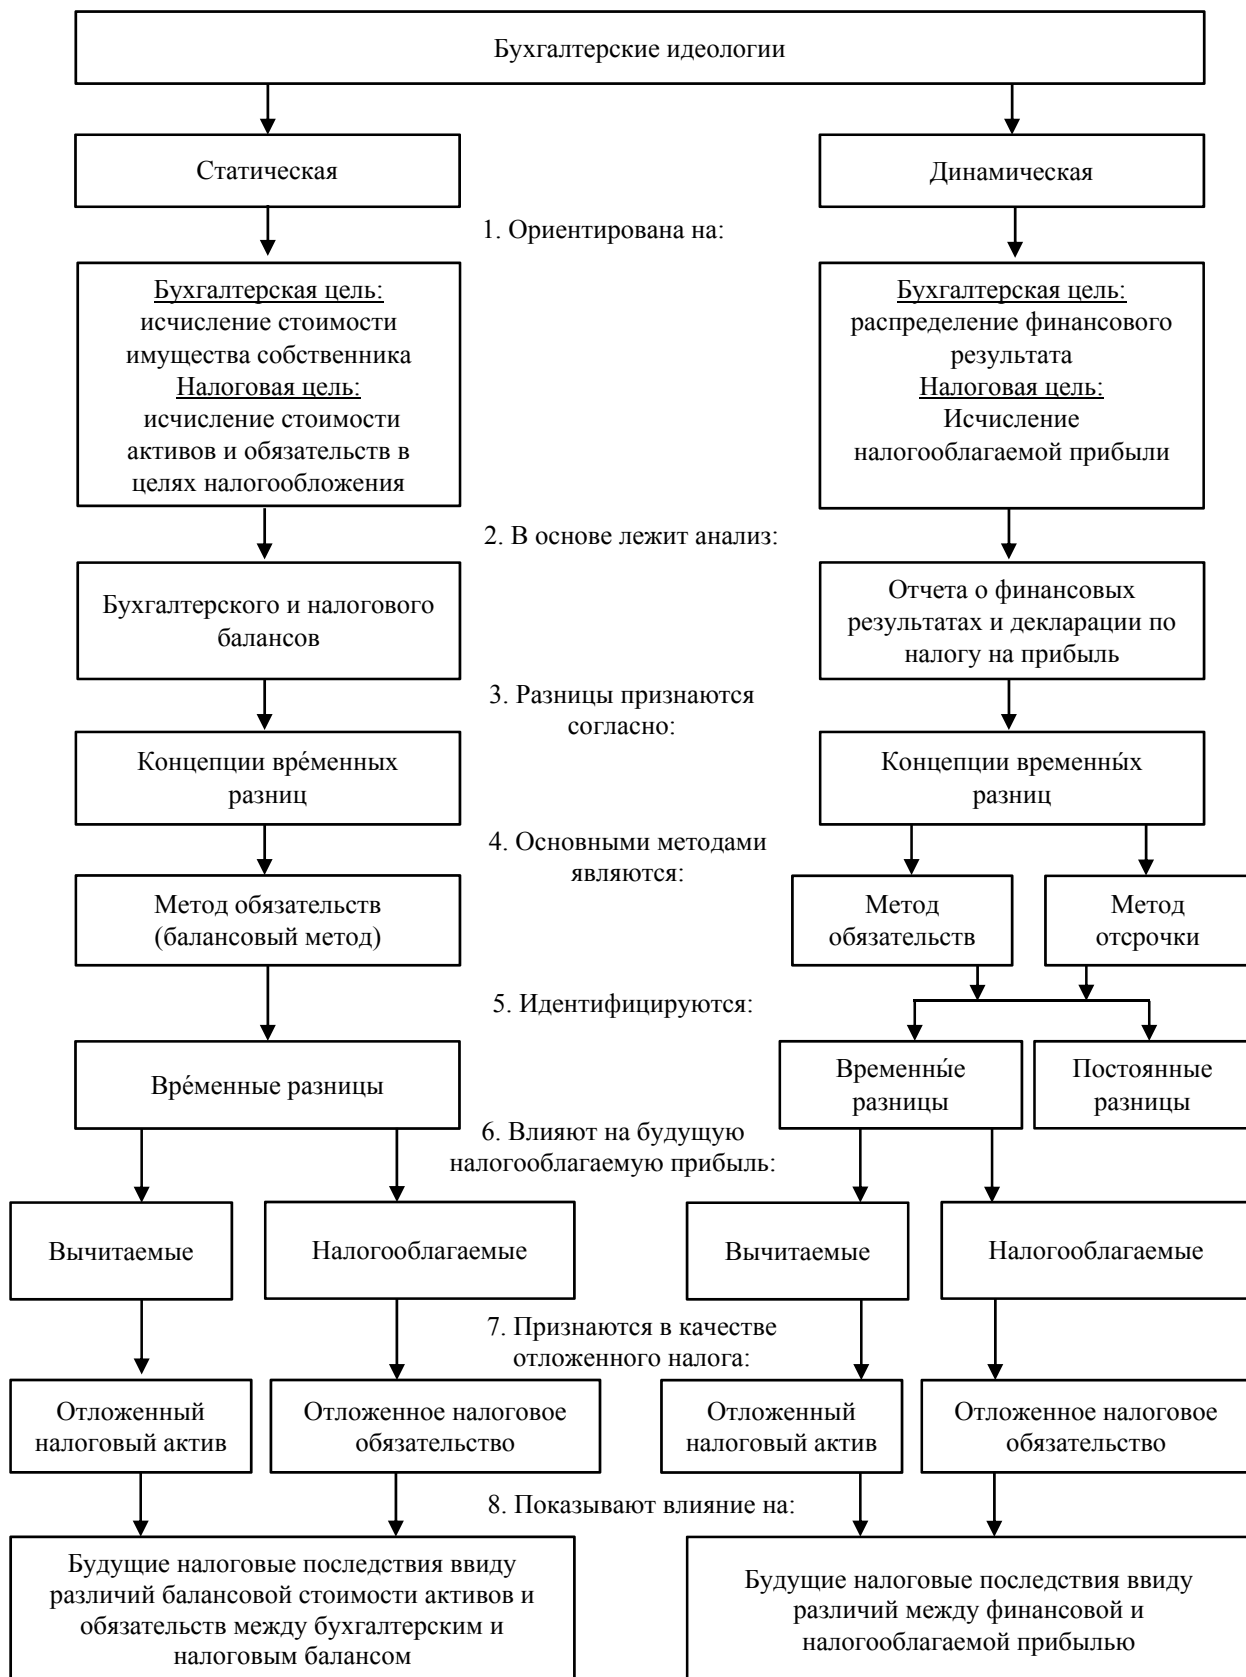 Бухгалтерские идеологии
Статическая
Динамическая
1. Ориентирована на:
Бухгалтерская цель:
исчисление стоимости
имущества собственника
Налоговая цель:
исчисление стоимости
активов и обязательств в
целях налогообложения
Бухгалтерская цель:
распределение финансового
результата
Налоговая цель:
Исчисление
налогооблагаемой прибыли
2. В основе лежит анализ:
Бухгалтерского и налогового
балансов
Отчета о финансовых
результатах и декларации по
налогу на прибыль
3. Разницы признаются
согласно:
Концепции вре́менных
разниц
Концепции временны́х
разниц
4. Основными методами
являются:
Метод обязательств
(балансовый метод)
Метод
обязательств
Метод
отсрочки
5. Идентифицируются:
Вре́менные разницы
Временны́е
разницы
Постоянные
разницы
6. Влияют на будущую
налогооблагаемую прибыль:
Вычитаемые
Налогооблагаемые
Вычитаемые
Налогооблагаемые
7. Признаются в качестве
отложенного налога:
Отложенный
налоговый актив
Отложенное налоговое
обязательство
Отложенный
налоговый актив
Отложенное налоговое
обязательство
8. Показывают влияние на:
Будущие налоговые последствия ввиду
различий балансовой стоимости активов и
обязательств между бухгалтерским и
налоговым балансом
Будущие налоговые последствия ввиду
различий между финансовой и
налогооблагаемой прибылью